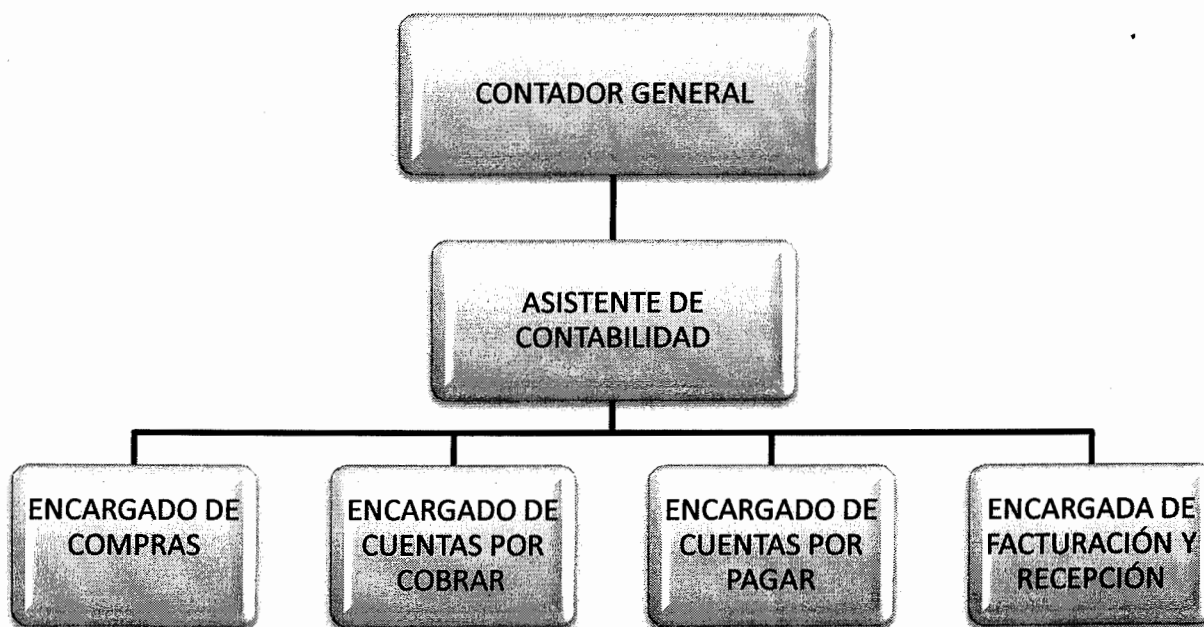 CONTADOR GENERAL
ASISTENTE DE
CONTABILIDAD
ENCARGADO DE
COMPRAS
ENCARGADO DE
CUENTAS POR
COBRAR
ENCARGADO DE
CUENTAS POR
PAGAR
ENCARGADA DE
FACTURACIÓN Y
RECEPCIÓN